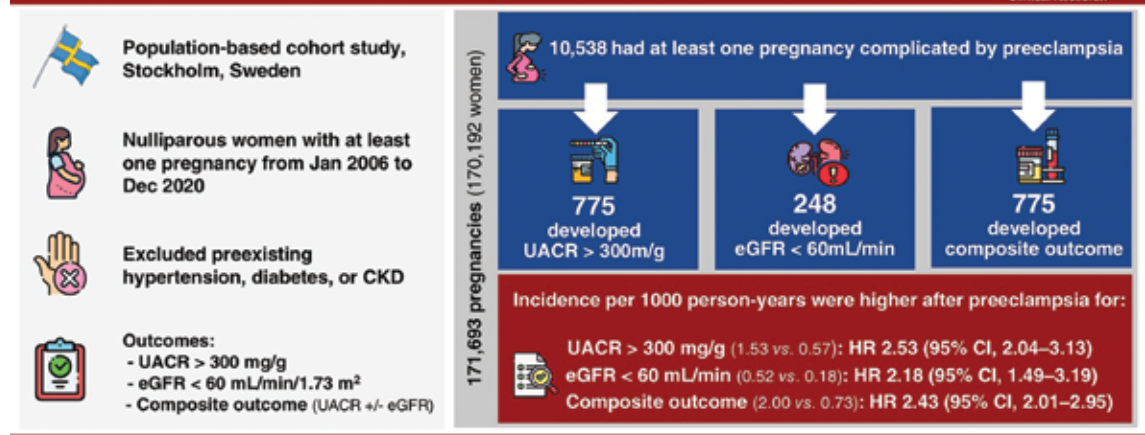 Population-based cohort study,
Stockholm, Sweden
Nulliparous women with at least
one pregnancy from Jan 2006 to
Dec 2020
Excluded preexisting
hypertension, diabetes, or CKD
Outcomes:
- UACR > 300 mg/g
- eGFR < 60 mL/min/1.73 m²
- Composite outcome (UACR +/- eGFR)
171,693 pregnancies (170,192 women)
10,538 had at least one pregnancy complicated by preeclampsia
775
developed
UACR > 300m/g
248
developed
eGFR < 60mL/min
775
developed
composite outcome
Incidence per 1000 person-years were higher after preeclampsia for:
UACR > 300 mg/g (1.53 vs. 0.57): HR 2.53 (95% CI, 2.04–3.13)
eGFR < 60 mL/min (0.52 vs. 0.18): HR 2.18 (95% CI, 1.49–3.19)
Composite outcome (2.00 vs. 0.73): HR 2.43 (95% CI, 2.01–2.95)